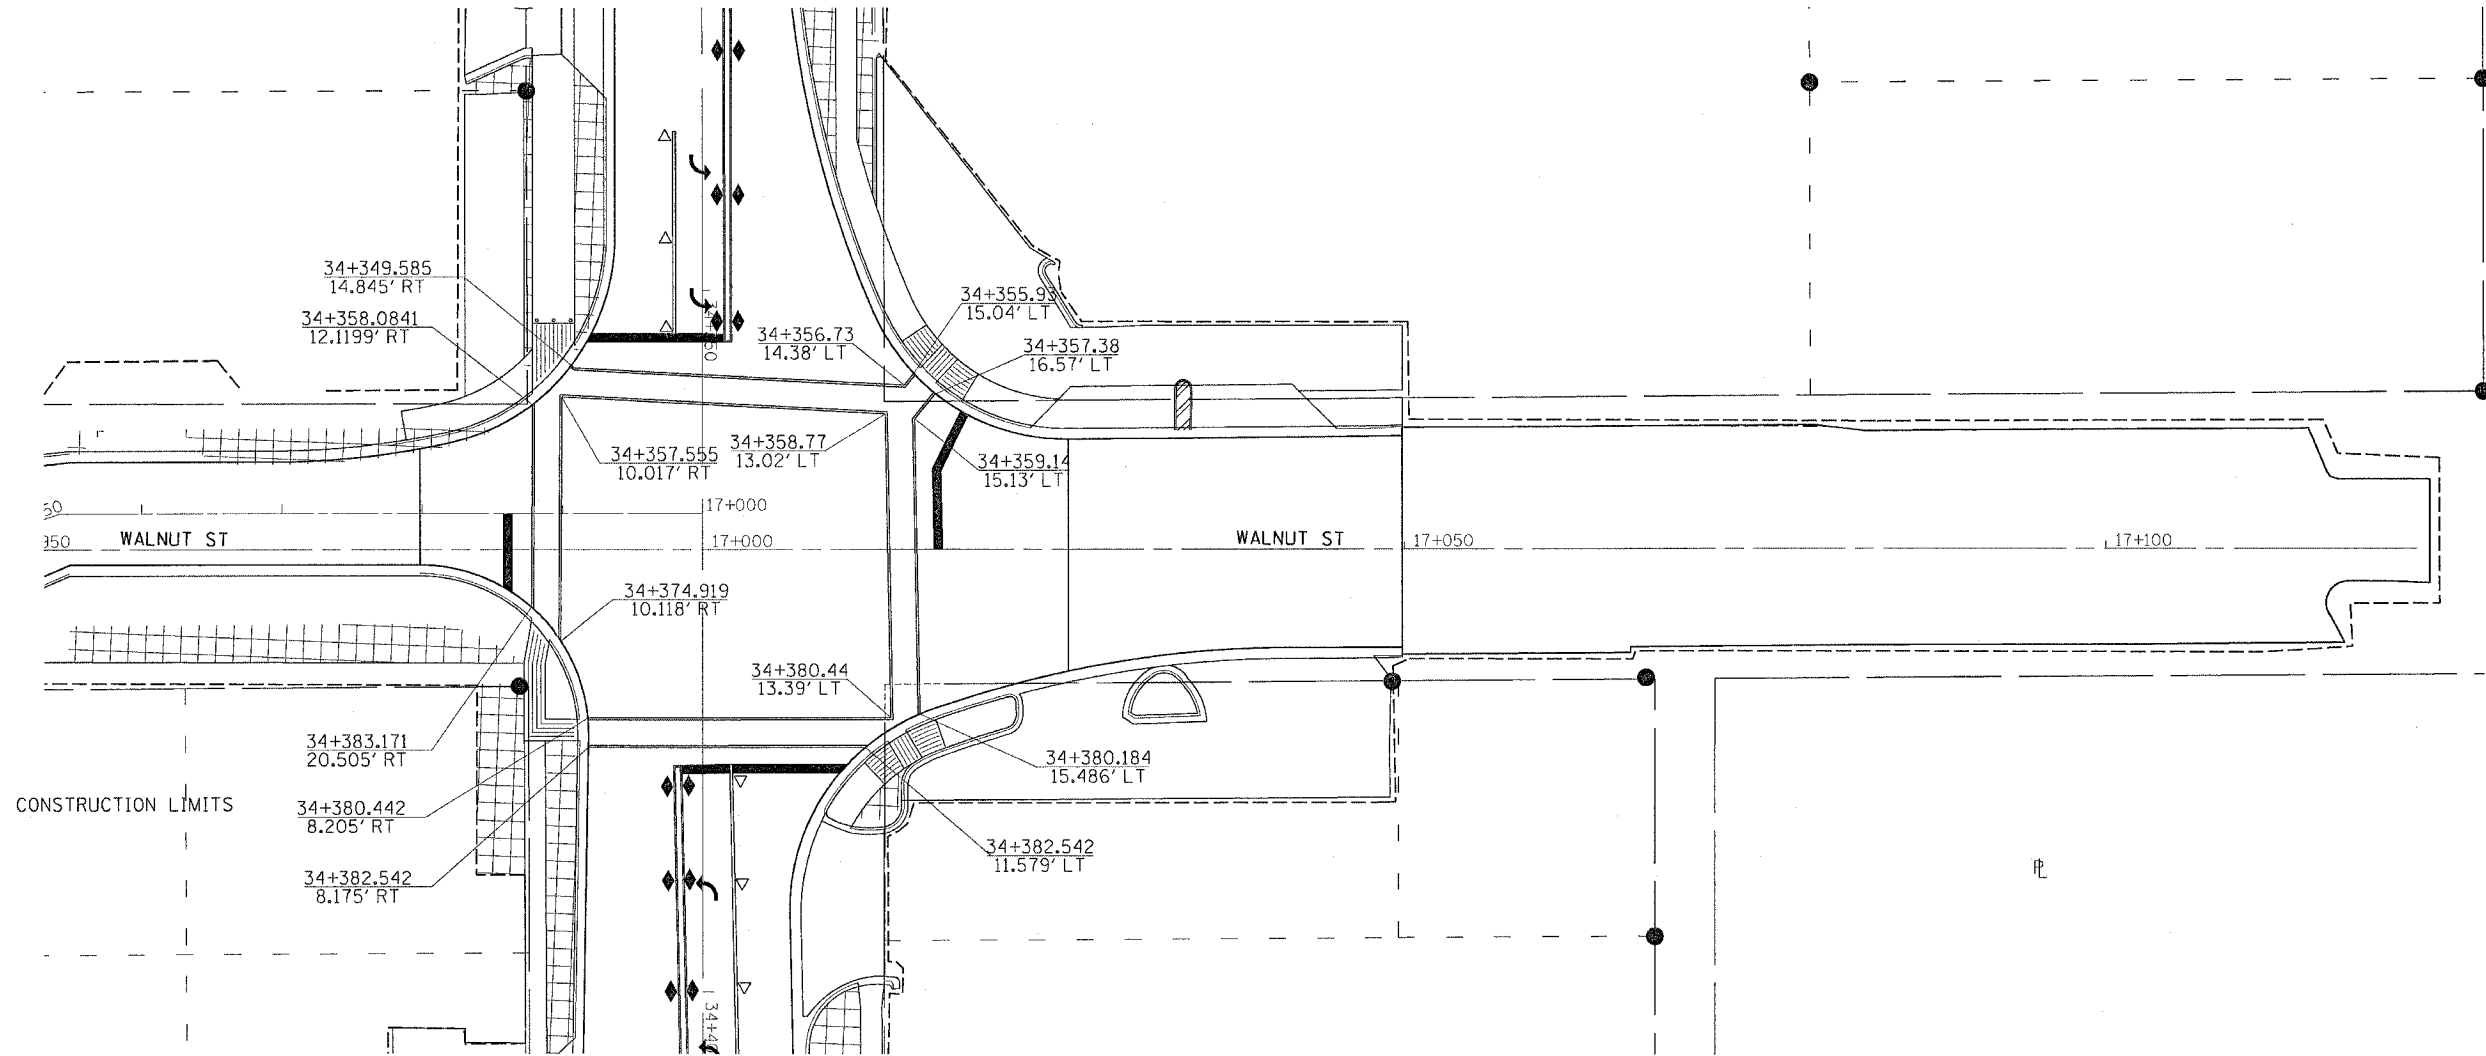 34+349.585
14.845' RT
34+358.0841
12.1199' RT
34+355.93
15.04' LT
34+356.73
14.38' LT
34+357.38
16.57' LT
34+357.555
10.017' RT
34+358.77
13.02' LT
34+359.14
15.13' LT
17+000
50
950
WALNUT ST
17+000
WALNUT ST
17+050
17+100
34+374.919
10.118' RT
34+380.44
13.39' LT
34+383.171
20.505' RT
34+380.184
15.486' LT
CONSTRUCTION LIMITS
34+380.442
8.205' RT
34+382.542
11.579' LT
34+382.542
8.175' RT
PL